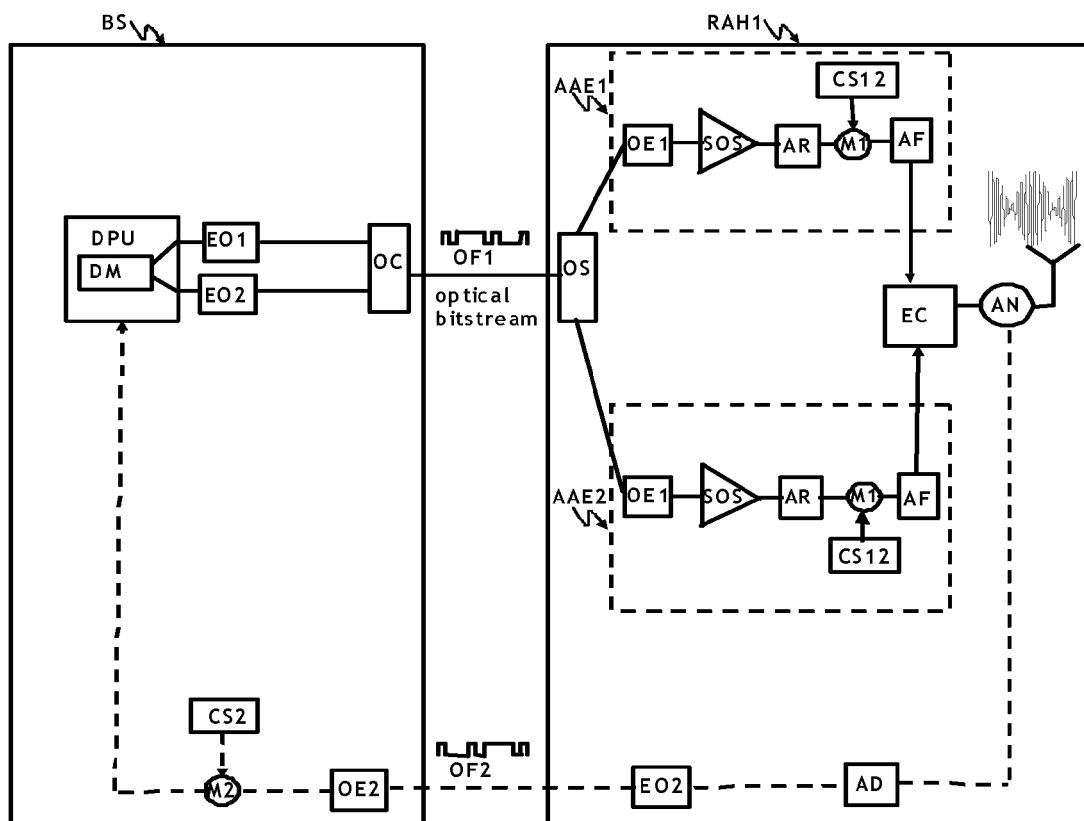 BS
RAH1
AAE1
CS12
OE1
SOS
AR
M1
AF
DPU
DM
EO1
EO2
OC
OF1
optical
bitstream
OS
EC
AN
AAE2
OE1
SOS
AR
M1
AF
CS12
CS2
M2
OE2
OF2
EO2
AD